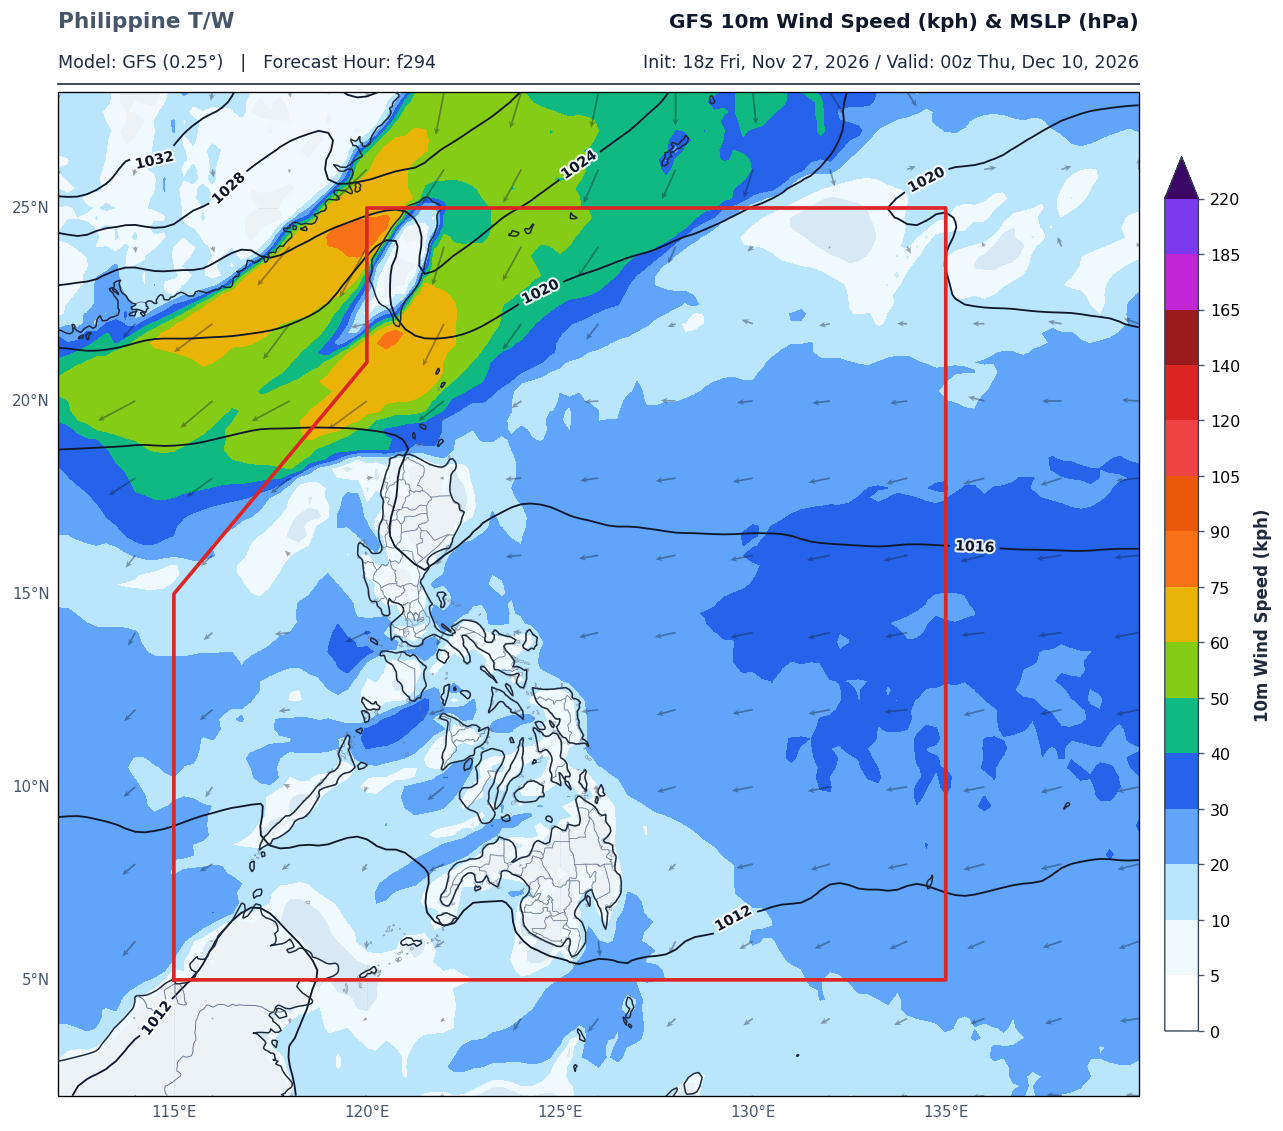 Philippine T/W
GFS 10m Wind Speed (kph) & MSLP (hPa)
Model: GFS (0.25°) | Forecast Hour: f294
Init: 18z Fri, Nov 27, 2026 / Valid: 00z Thu, Dec 10, 2026
1032
1028
1024
1020
1020
1016
1012
1012
25°N
20°N
15°N
10°N
5°N
115°E
120°E
125°E
130°E
135°E
220
185
165
140
120
105
90
75
60
50
40
30
20
10
5
0
10m Wind Speed (kph)